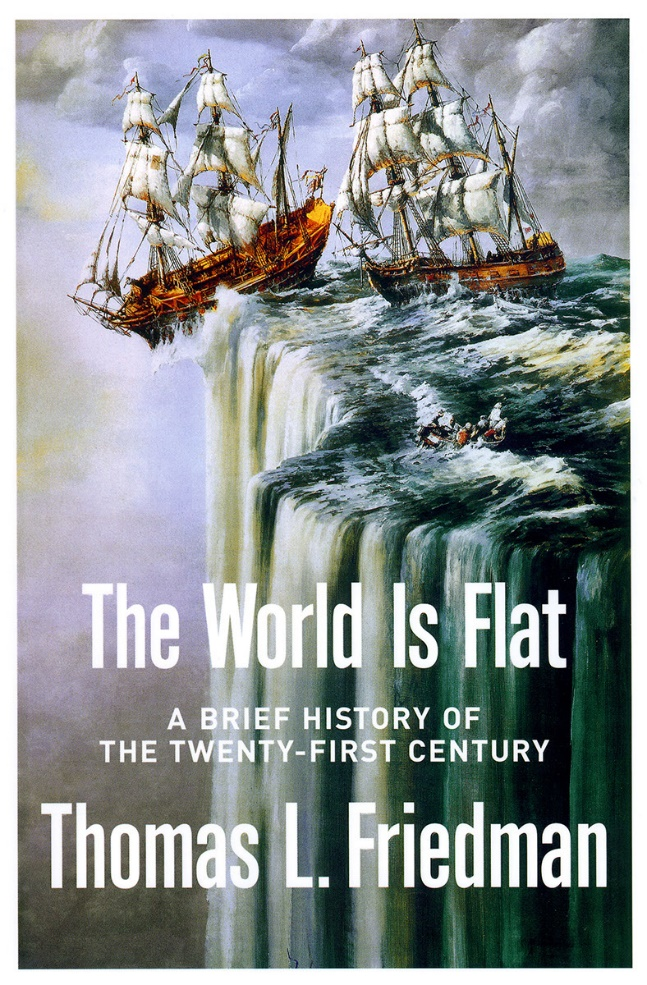 The World Is Flat
A BRIEF HISTORY OF
THE TWENTY-FIRST CENTURY
Thomas L. Friedman